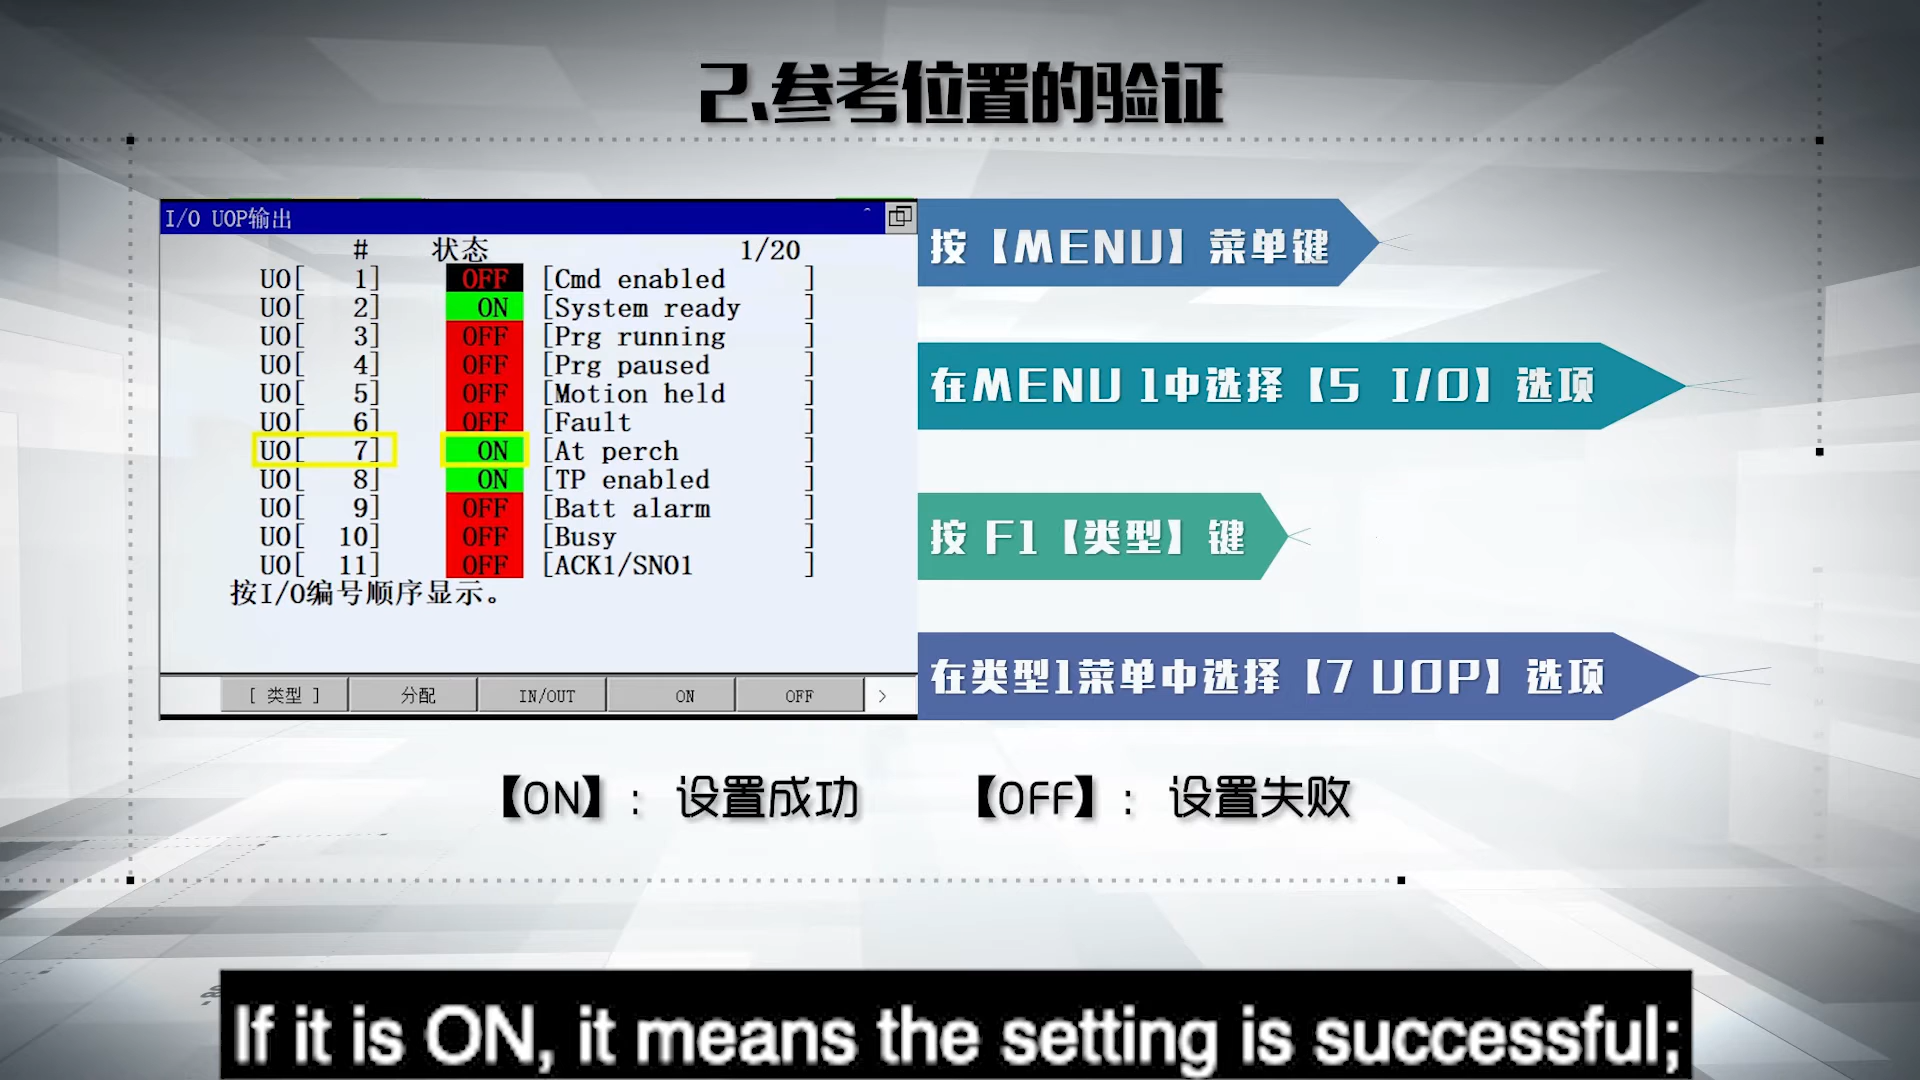 2、参考位置的验证
I/O UOP输出
# 状态 1/20
UO[ 1] OFF [Cmd enabled ]
UO[ 2] ON [System ready ]
UO[ 3] OFF [Prg running ]
UO[ 4] OFF [Prg paused ]
UO[ 5] OFF [Motion held ]
UO[ 6] OFF [Fault ]
UO[ 7] ON [At perch ]
UO[ 8] ON [TP enabled ]
UO[ 9] OFF [Batt alarm ]
UO[ 10] OFF [Busy ]
UO[ 11] OFF [ACK1/SNO1 ]
按I/O编号顺序显示。
[ 类型 ] 分配 IN/OUT ON OFF >
按【MENU】菜单键
在MENU 1中选择【5 I/O】选项
按 F1【类型】键
在类型1菜单中选择【7 UOP】选项
【ON】: 设置成功 【OFF】: 设置失败
If it is ON, it means the setting is successful;